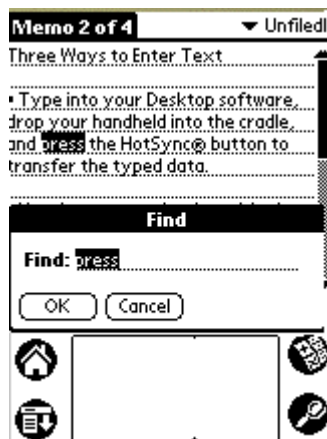 Memo 2 of 4
Unfiled
Three Ways to Enter Text
• Type into your Desktop software,
drop your handheld into the cradle,
and press the HotSync® button to
transfer the typed data.
Find
Find: press
OK Cancel